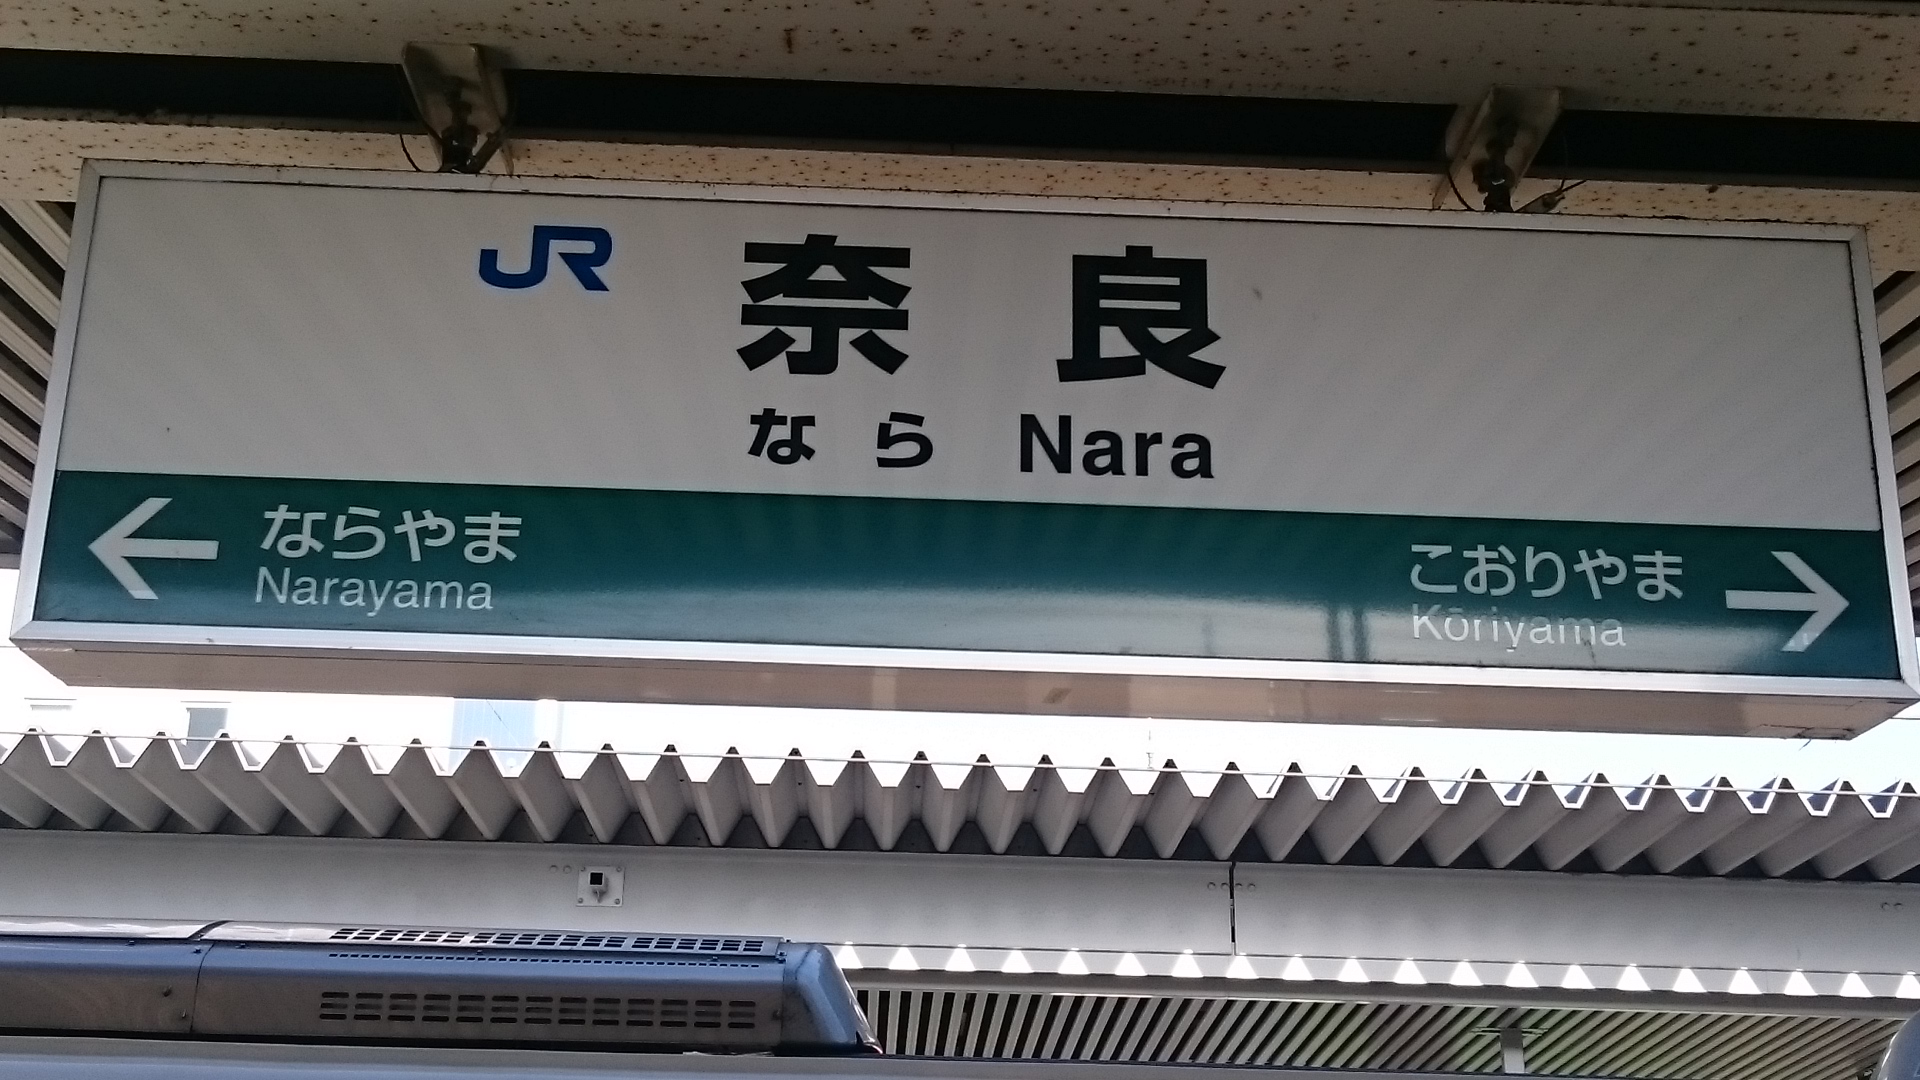 JR 奈良
なら Nara
← ならやま
Narayama
こおりやま →
Kōriyama